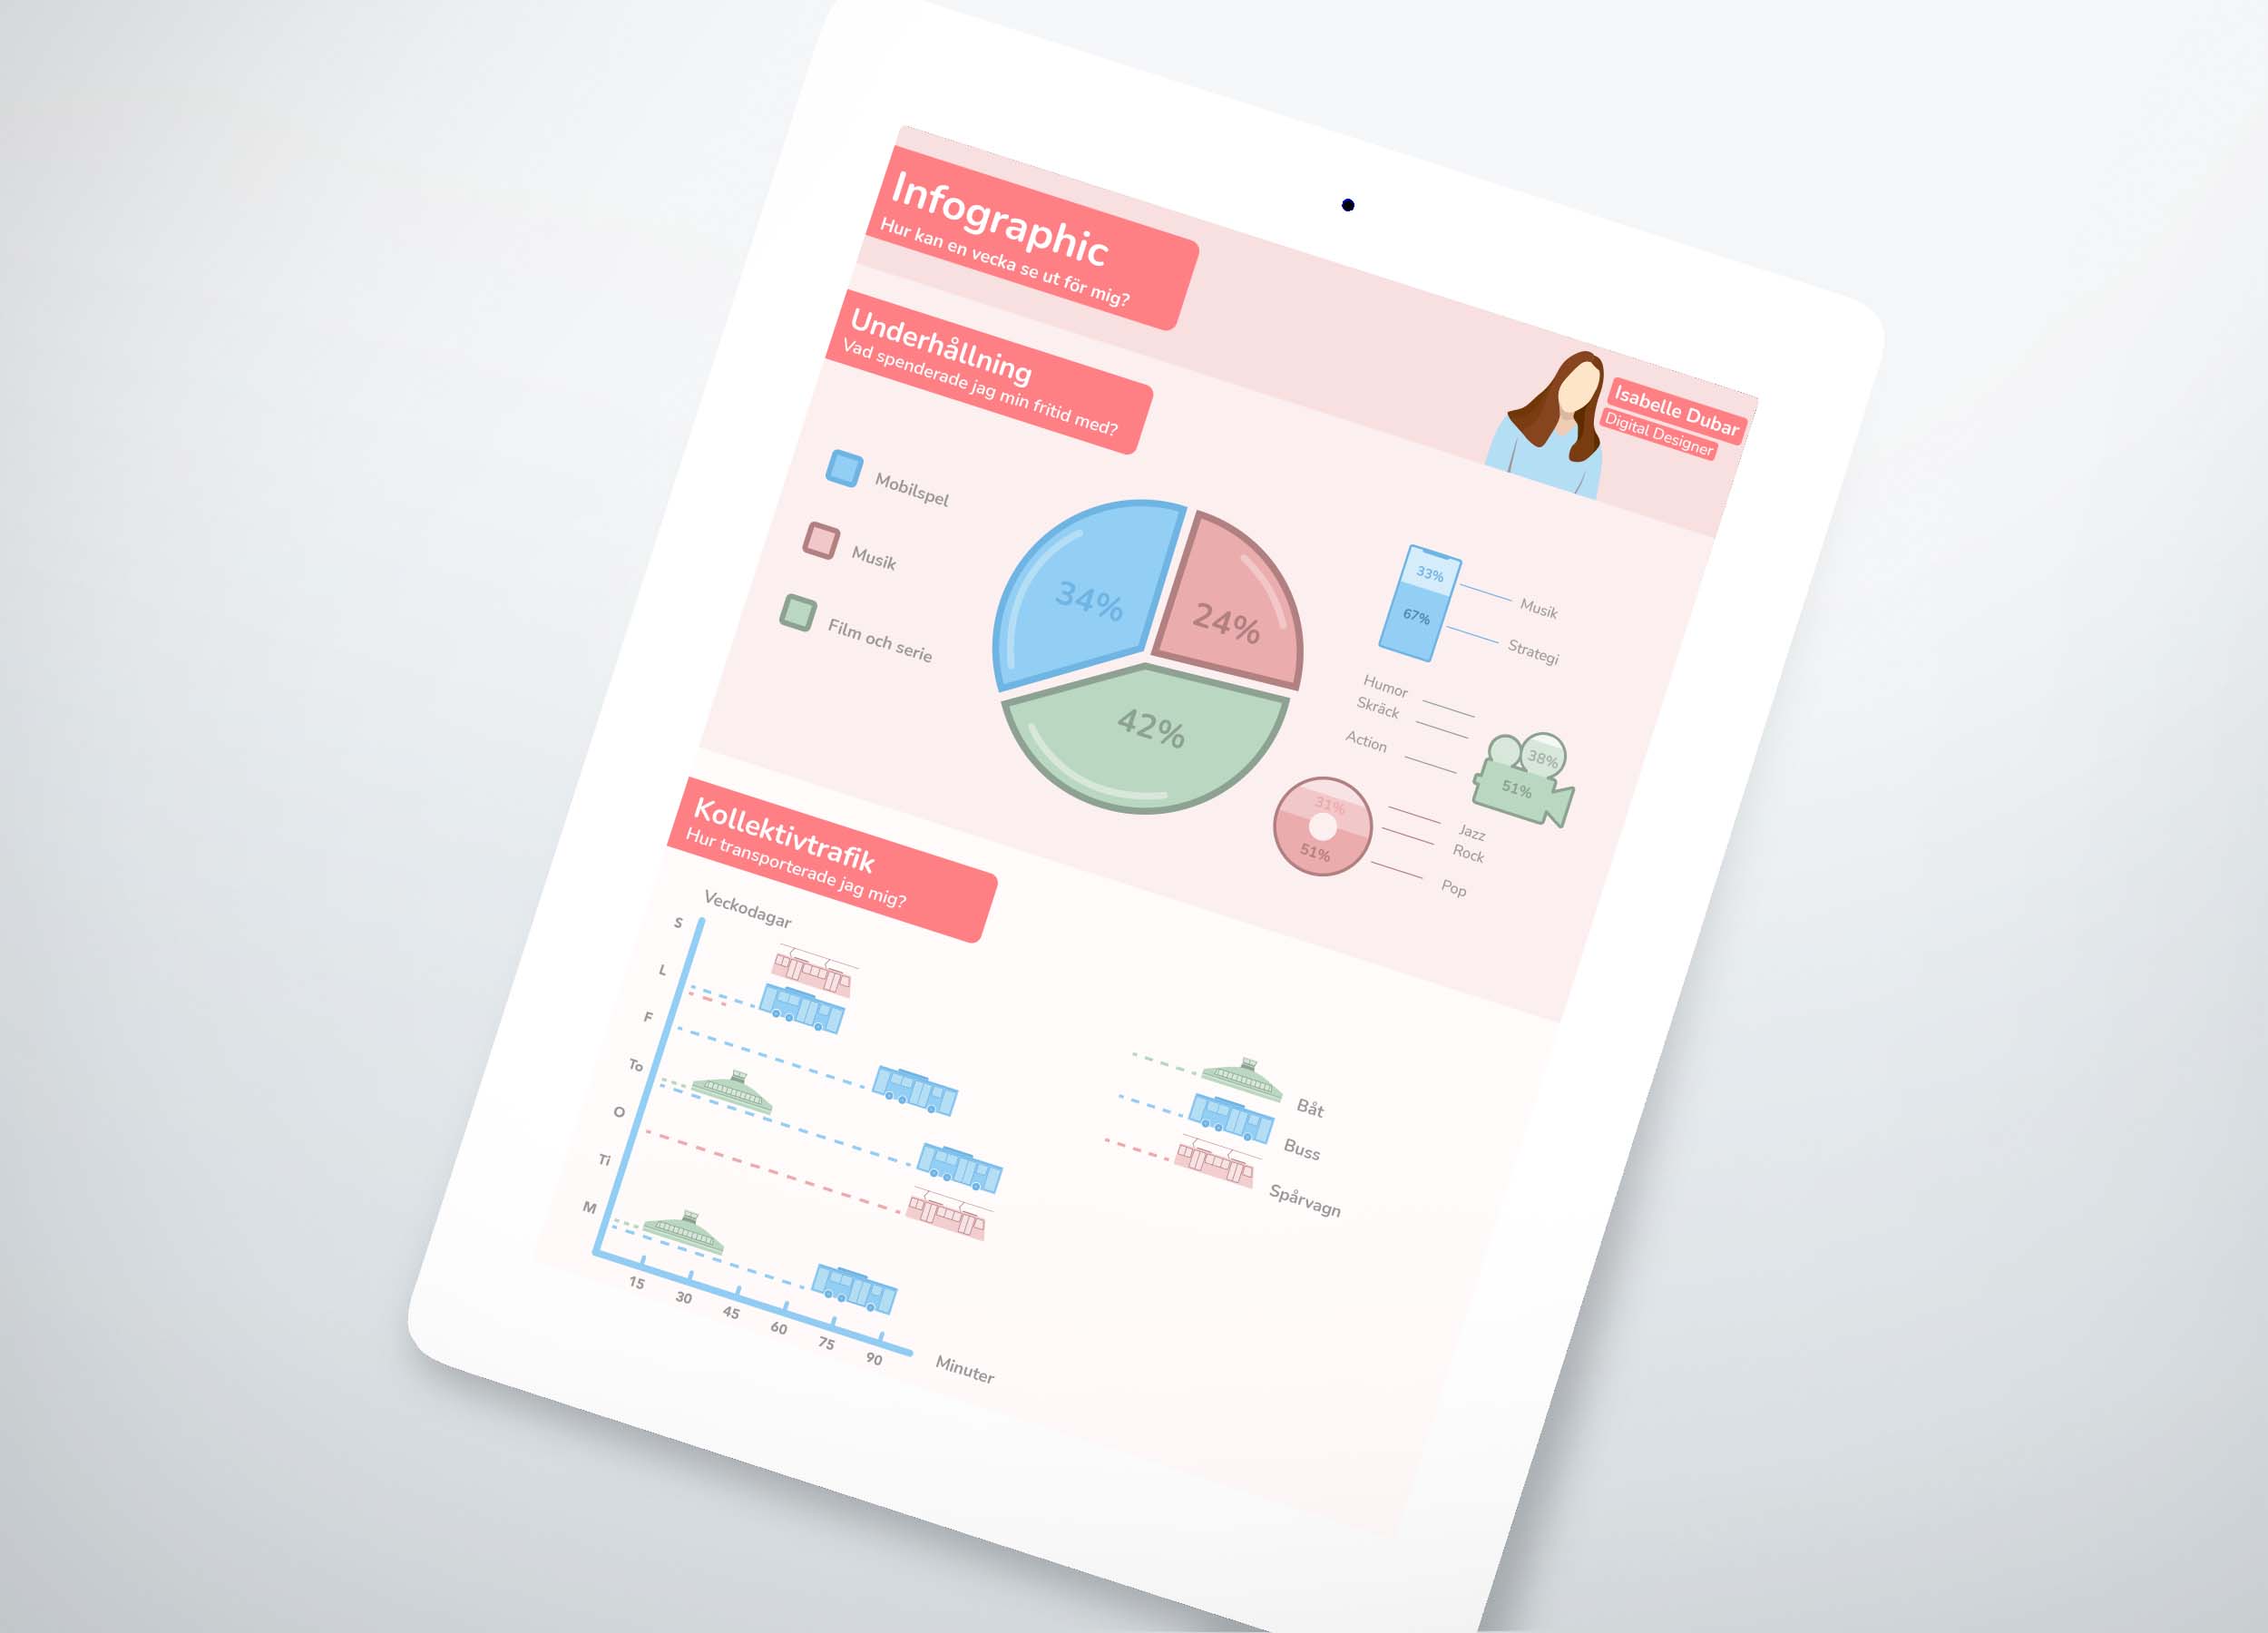 Infographic
Hur kan en vecka se ut för mig?
Isabelle Dubar
Digital Designer
Underhållning
Vad spenderade jag min fritid med?
Mobilspel
Musik
Film och serie
34%
24%
42%
33%
67%
Musik
Strategi
Humor
Skräck
Action
38%
51%
31%
51%
Jazz
Rock
Pop
Kollektivtrafik
Hur transporterade jag mig?
Veckodagar
S
L
F
To
O
Ti
M
15
30
45
60
75
90
Minuter
Båt
Buss
Spårvagn